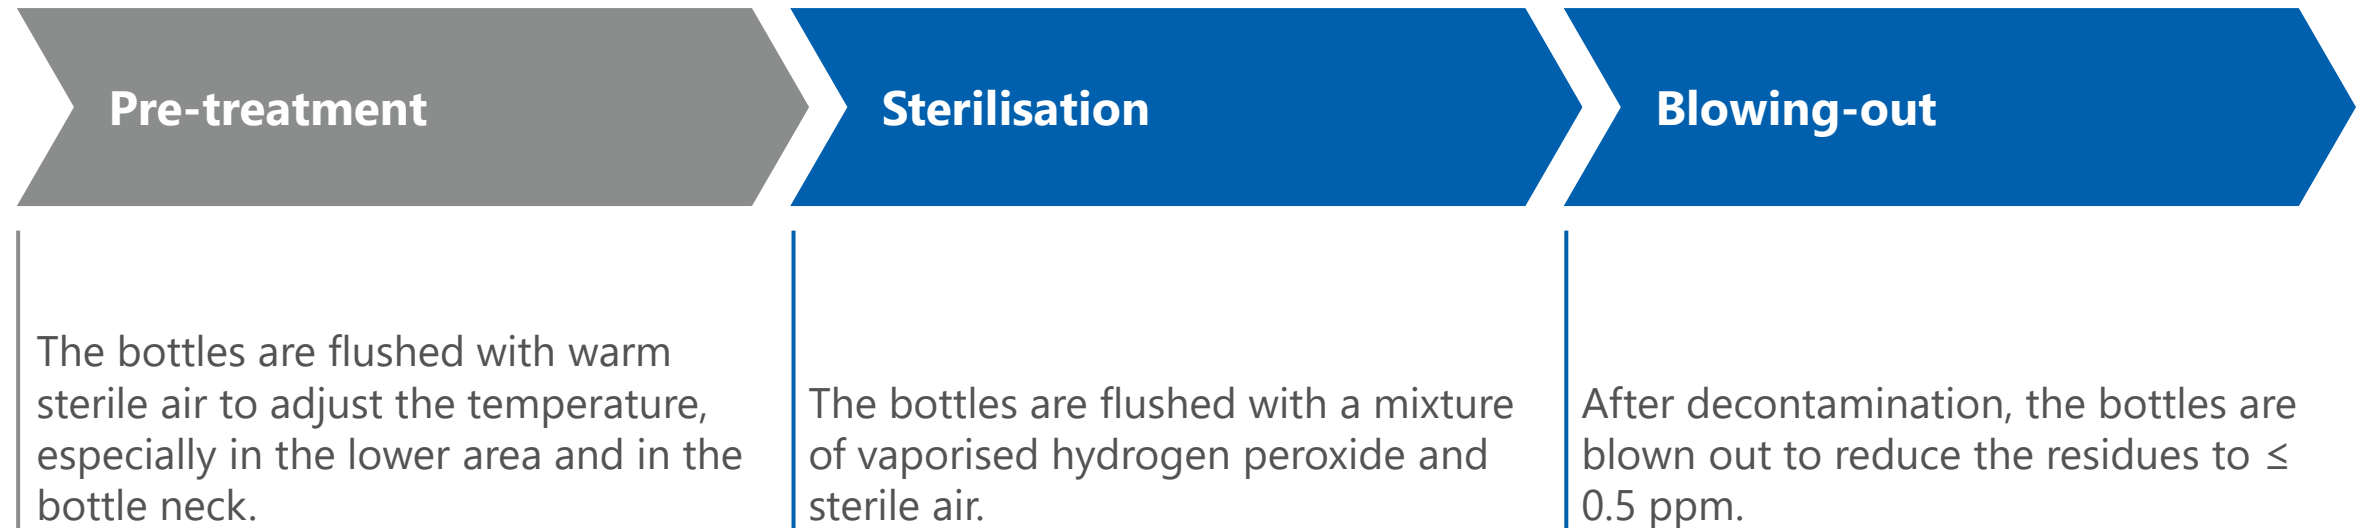 Pre-treatment
Sterilisation
Blowing-out
The bottles are flushed with warm
sterile air to adjust the temperature,
especially in the lower area and in the
bottle neck.
The bottles are flushed with a mixture
of vaporised hydrogen peroxide and
sterile air.
After decontamination, the bottles are
blown out to reduce the residues to ≤
0.5 ppm.